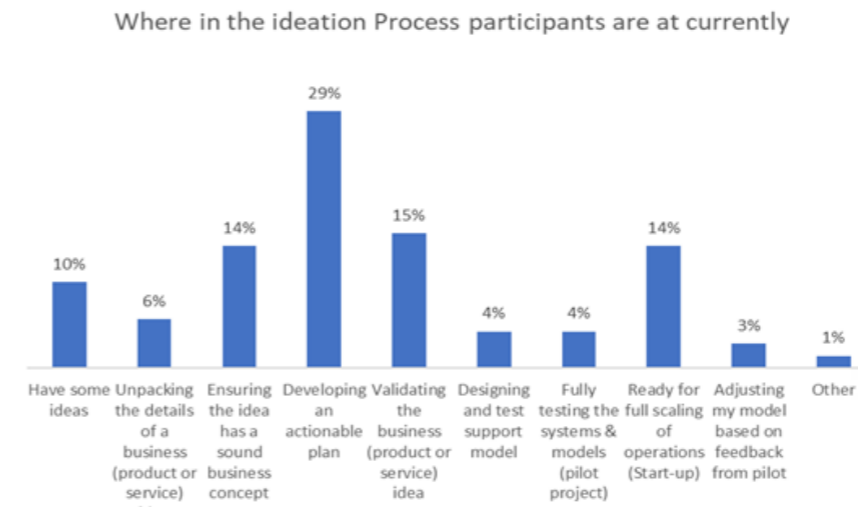 Where in the ideation Process participants are at currently
29%
15%
14%
14%
10%
6%
4%
4%
3%
1%
Have some
ideas
Unpacking
the details
of a
business
(product or
service)
Ensuring
the idea
has a
sound
business
concept
Developing
an
actionable
plan
Validating
the
business
(product or
service)
idea
Designing
and test
support
model
Fully
testing the
systems &
models
(pilot
project)
Ready for
full scaling
of
operations
(Start-up)
Adjusting
my model
based on
feedback
from pilot
Other